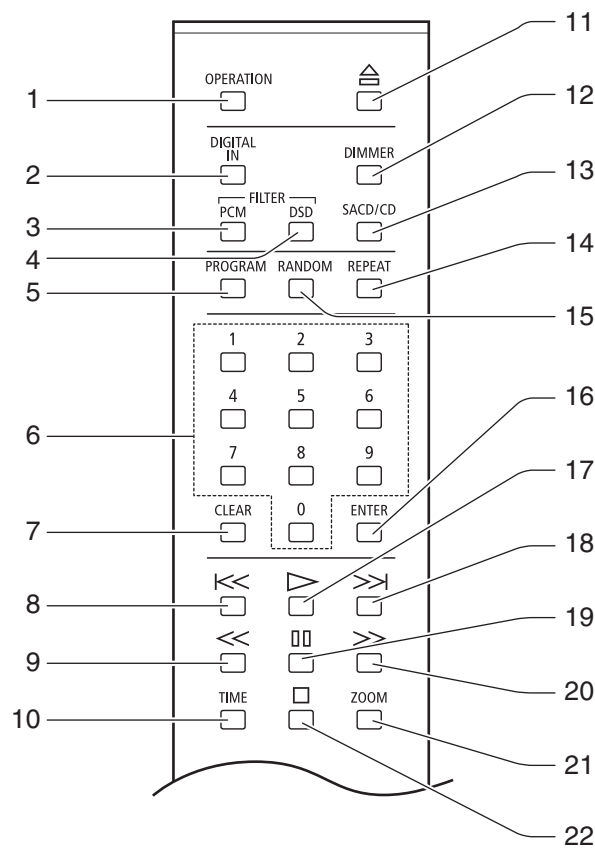 OPERATION
11
1
12
DIGITAL
IN
DIMMER
2
13
FILTER
PCM
DSD
SACD/CD
3
14
4
PROGRAM
RANDOM
REPEAT
5
15
1
2
3
4
5
6
6
16
7
8
9
17
CLEAR
0
ENTER
7
18
8
19
9
20
TIME
ZOOM
10
21
22